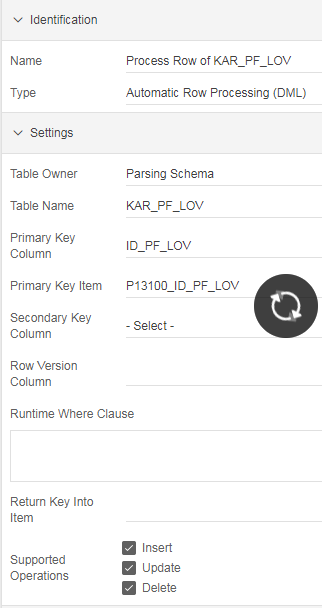 Identification
Name Process Row of KAR_PF_LOV
Type Automatic Row Processing (DML)
Settings
Table Owner Parsing Schema
Table Name KAR_PF_LOV
Primary Key
Column ID_PF_LOV
Primary Key Item P13100_ID_PF_LOV
Secondary Key
Column - Select -
Row Version
Column
Runtime Where Clause
Return Key Into
Item
Supported
Operations
Insert
Update
Delete